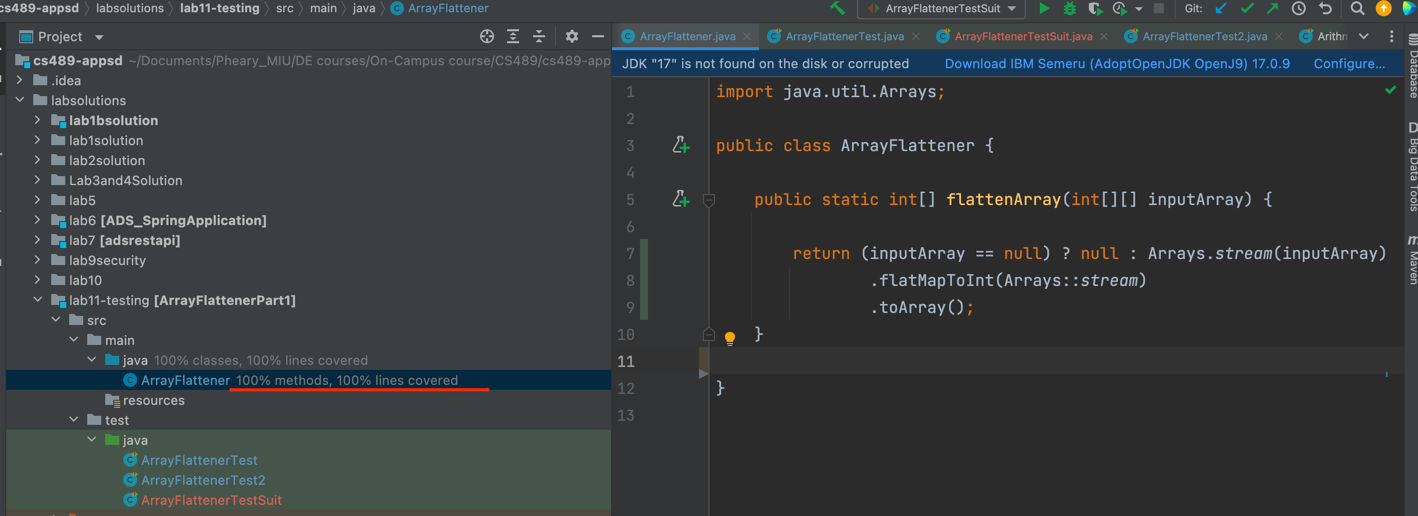 cs489-appsd labsolutions lab11-testing src main java ArrayFlattener ArrayFlattenerTestSuit Git:
Project
cs489-appsd ~/Documents/Pheary_MIU/DE courses/On-Campus course/CS489/cs489-app
.idea
labsolutions
lab1bsolution
lab1solution
lab2solution
Lab3and4Solution
lab5
lab6 [ADS_SpringApplication]
lab7 [adsrestapi]
lab9security
lab10
lab11-testing [ArrayFlattenerPart1]
src
main
java 100% classes, 100% lines covered
ArrayFlattener 100% methods, 100% lines covered
resources
test
java
ArrayFlattenerTest
ArrayFlattenerTest2
ArrayFlattenerTestSuit
ArrayFlattener.java ArrayFlattenerTest.java ArrayFlattenerTestSuit.java ArrayFlattenerTest2.java Arithn
JDK "17" is not found on the disk or corrupted Download IBM Semeru (AdoptOpenJDK OpenJ9) 17.0.9 Configure...
1 import java.util.Arrays;
2
3 public class ArrayFlattener {
4
5 public static int[] flattenArray(int[][] inputArray) {
6
7 return (inputArray == null) ? null : Arrays.stream(inputArray)
8 .flatMapToInt(Arrays::stream)
9 .toArray();
10 }
11
12 }
13
Database
D Big Data Tools
m Maven